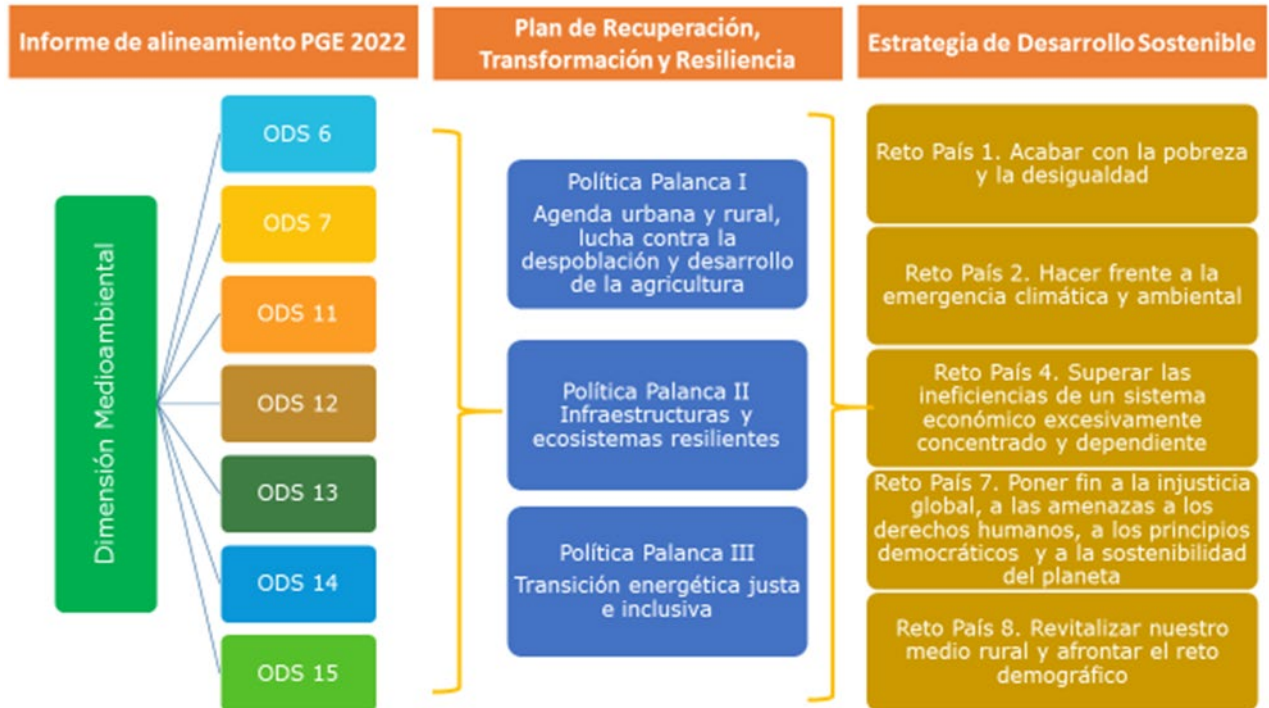 Informe de alineamiento PGE 2022
Plan de Recuperación,
Transformación y Resiliencia
Estrategia de Desarrollo Sostenible
Dimensión Medioambiental
ODS 6
ODS 7
ODS 11
ODS 12
ODS 13
ODS 14
ODS 15
Política Palanca I
Agenda urbana y rural,
lucha contra la
despoblación y desarrollo
de la agricultura
Política Palanca II
Infraestructuras y
ecosistemas resilientes
Política Palanca III
Transición energética justa
e inclusiva
Reto País 1. Acabar con la pobreza
y la desigualdad
Reto País 2. Hacer frente a la
emergencia climática y ambiental
Reto País 4. Superar las
ineficiencias de un sistema
económico excesivamente
concentrado y dependiente
Reto País 7. Poner fin a la injusticia
global, a las amenazas a los
derechos humanos, a los principios
democráticos y a la sostenibilidad
del planeta
Reto País 8. Revitalizar nuestro
medio rural y afrontar el reto
demográfico